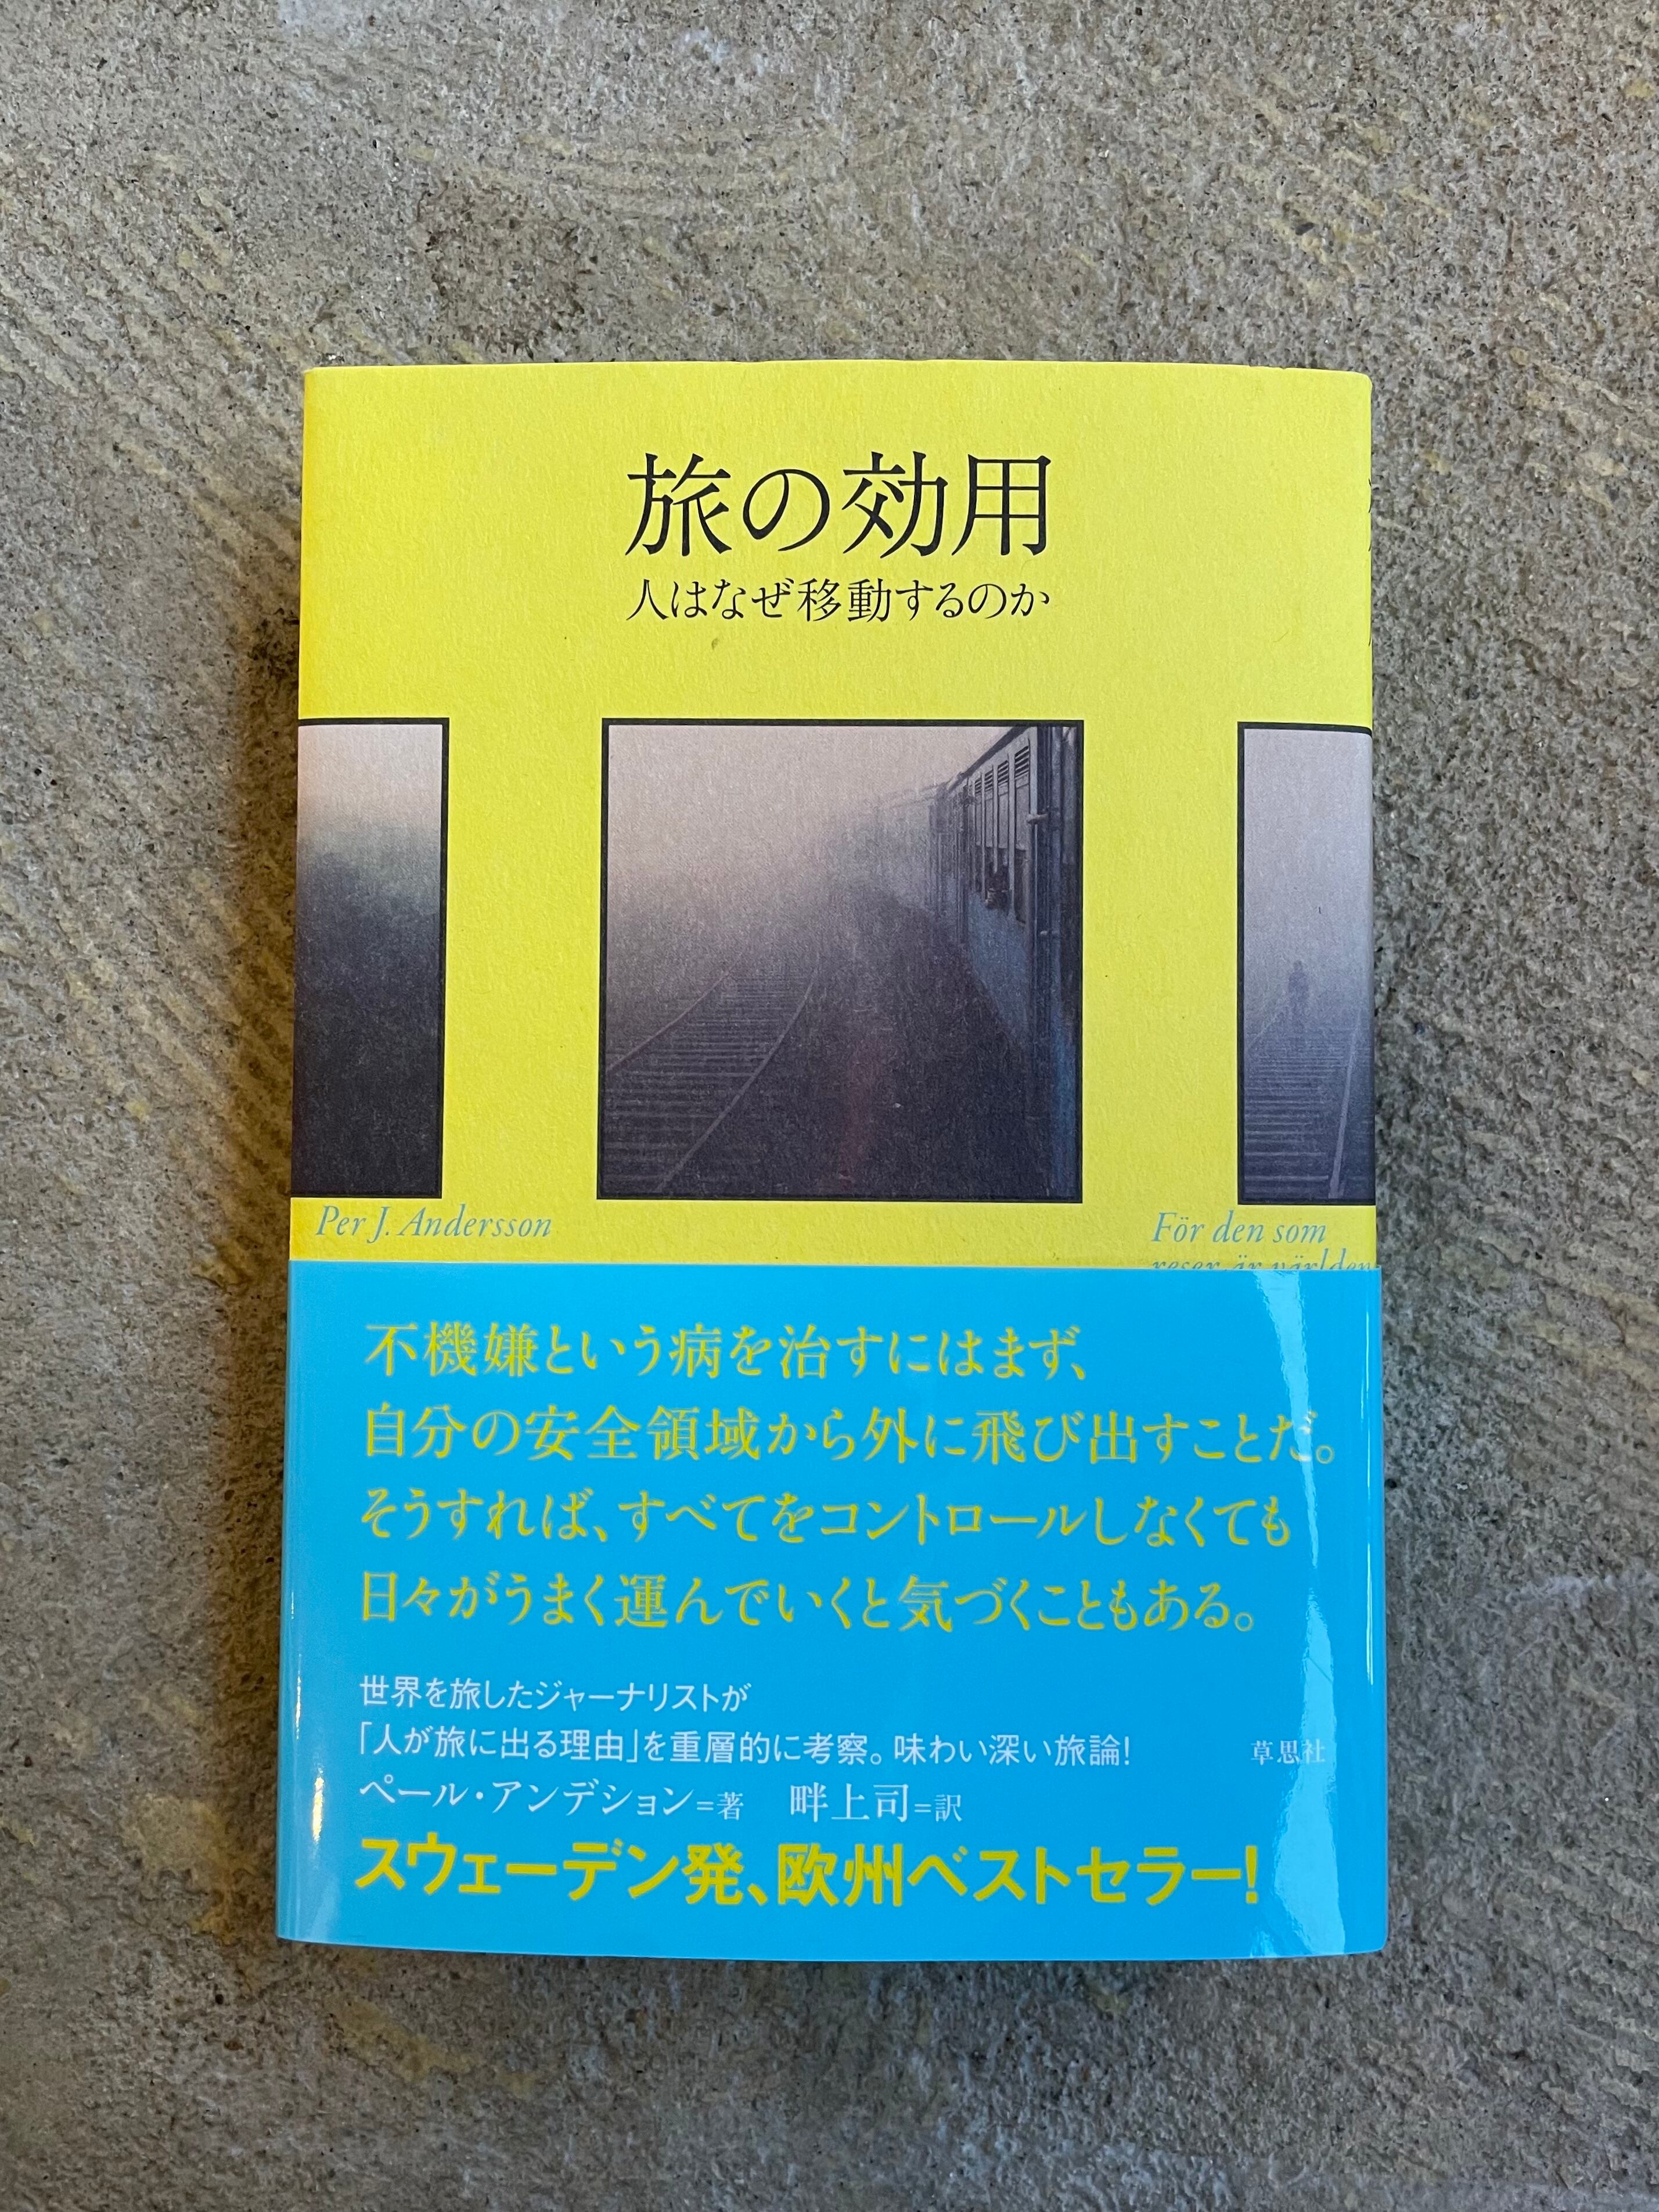 旅の効用
人はなぜ移動するのか
Per J. Andersson
För den som
reser är världen
不機嫌という病を治すにはまず、
自分の安全領域から外に飛び出すことだ。
そうすれば、すべてをコントロールしなくても
日々がうまく運んでいくと気づくこともある。
世界を旅したジャーナリストが
「人が旅に出る理由」を重層的に考察。味わい深い旅論!
草思社
ペール・アンデション=著 畔上司=訳
スウェーデン発、欧州ベストセラー!